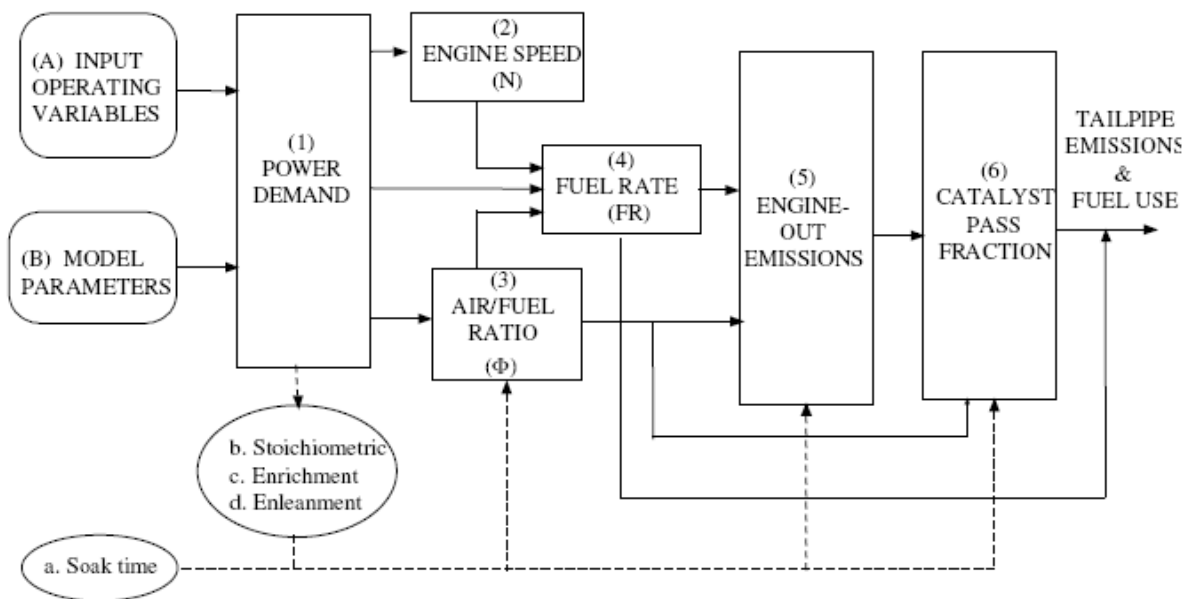 (A) INPUT
OPERATING
VARIABLES
(B) MODEL
PARAMETERS
(1)
POWER
DEMAND
(2)
ENGINE SPEED
(N)
(3)
AIR/FUEL
RATIO
(Φ)
(4)
FUEL RATE
(FR)
(5)
ENGINE-
OUT
EMISSIONS
(6)
CATALYST
PASS
FRACTION
TAILPIPE
EMISSIONS
&
FUEL USE
b. Stoichiometric
c. Enrichment
d. Enleanment
a. Soak time